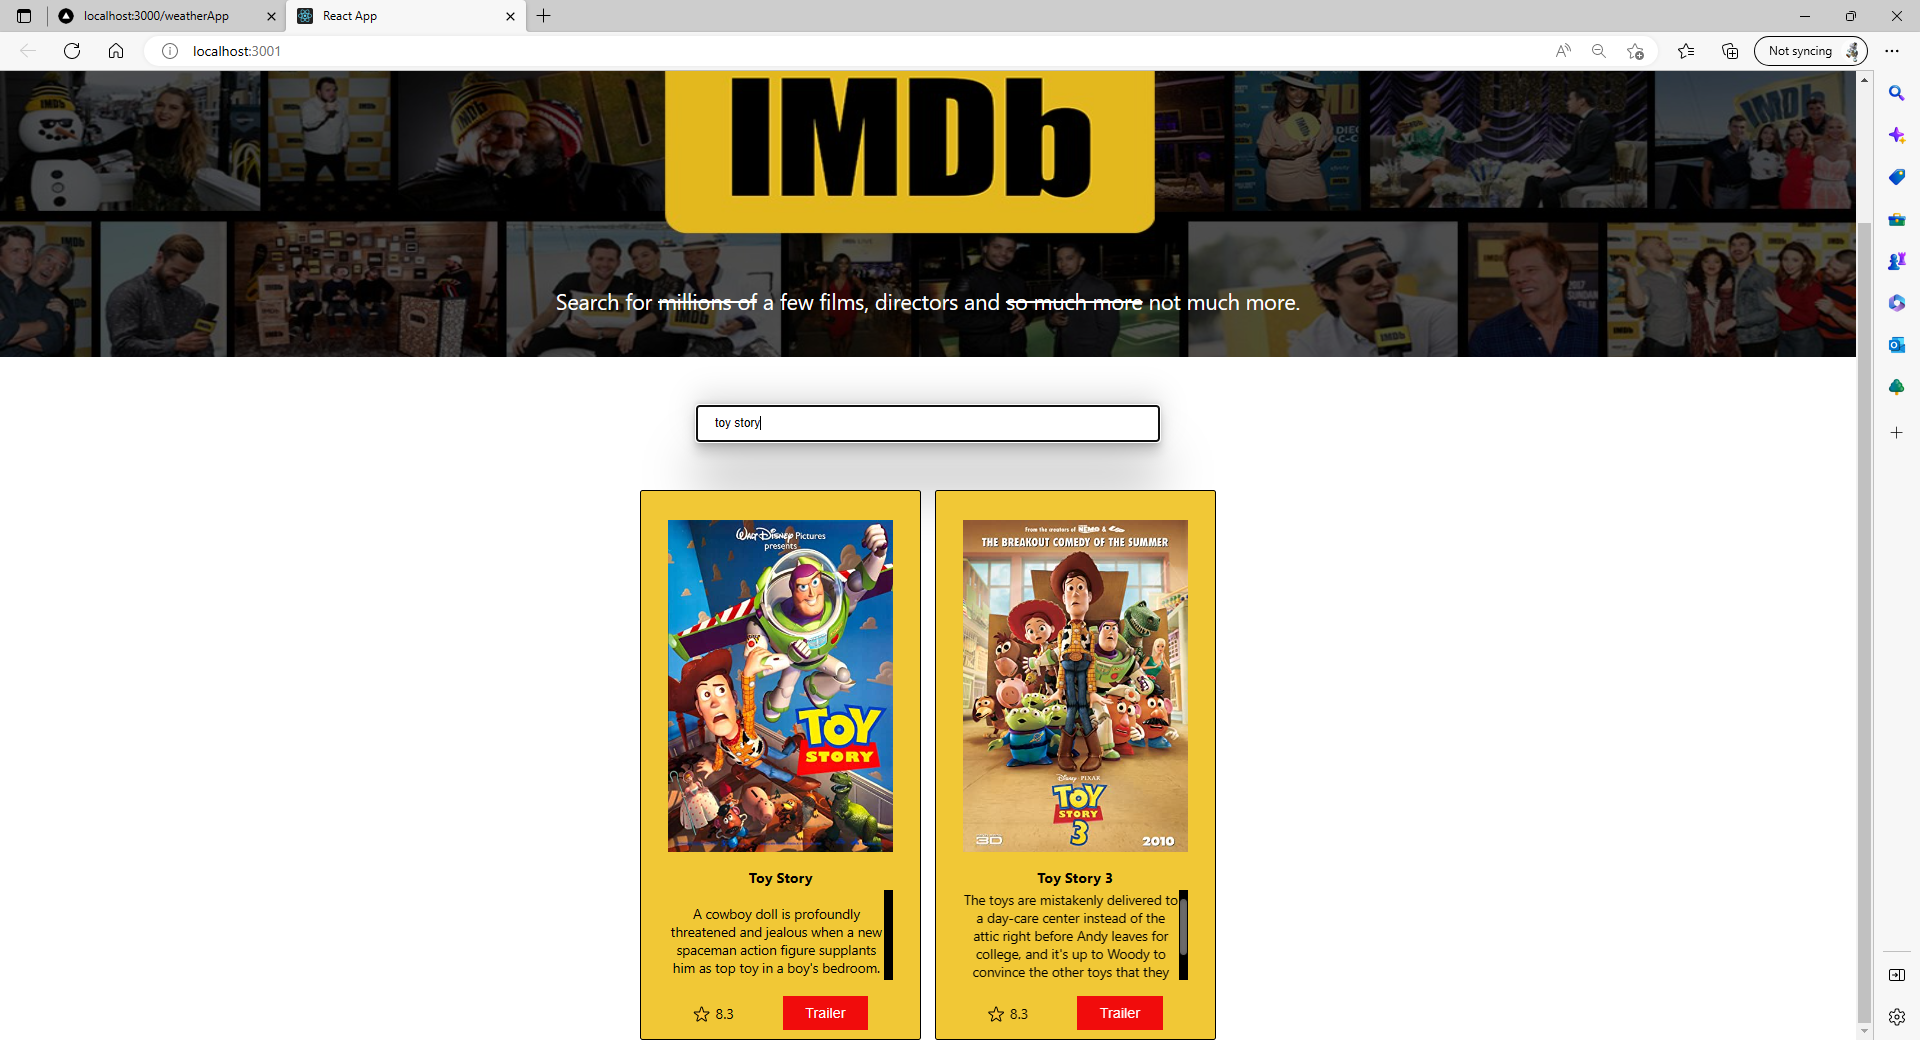 localhost:3000/weatherApp
React App
localhost:3001
Not syncing
IMDb
Search for millions of a few films, directors and so much more not much more.
toy story
WALT DISNEY Pictures
presents
TOY
STORY
From the creators of NEMO &
THE BREAKOUT COMEDY OF THE SUMMER
DISNEY · PIXAR
TOY
STORY
3
3D
2010
Toy Story
A cowboy doll is profoundly
threatened and jealous when a new
spaceman action figure supplants
him as top toy in a boy's bedroom.
8.3
Trailer
Toy Story 3
The toys are mistakenly delivered to
a day-care center instead of the
attic right before Andy leaves for
college, and it's up to Woody to
convince the other toys that they
8.3
Trailer